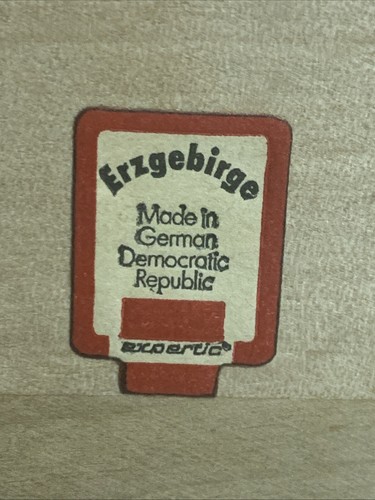 Erzgebirge
Made in
German
Democratic
Republic
expertic®